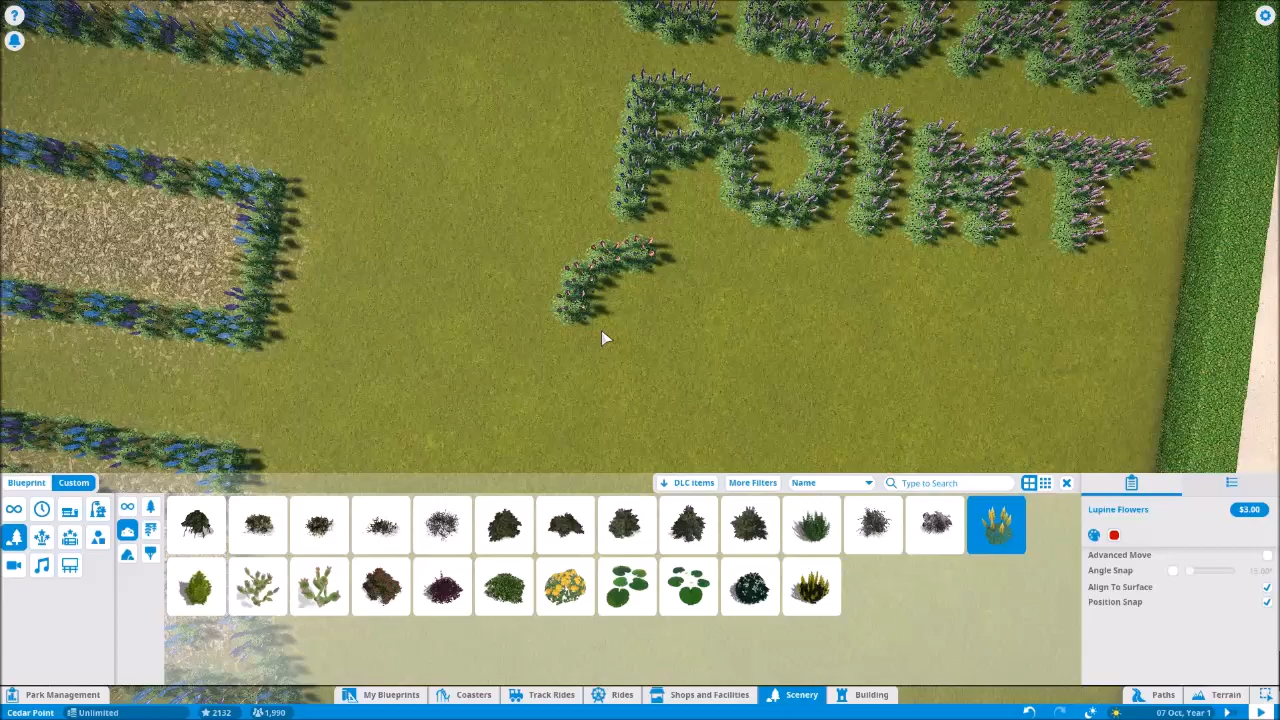 POINT
Blueprint
Custom
DLC items
More Filters
Name
Type to Search
Lupine Flowers
$3.00
Advanced Move
Angle Snap
15.00°
Align To Surface
Position Snap
Park Management
My Blueprints
Coasters
Track Rides
Rides
Shops and Facilities
Scenery
Building
Paths
Terrain
Cedar Point
Unlimited
2132
1,990
07 Oct, Year 1